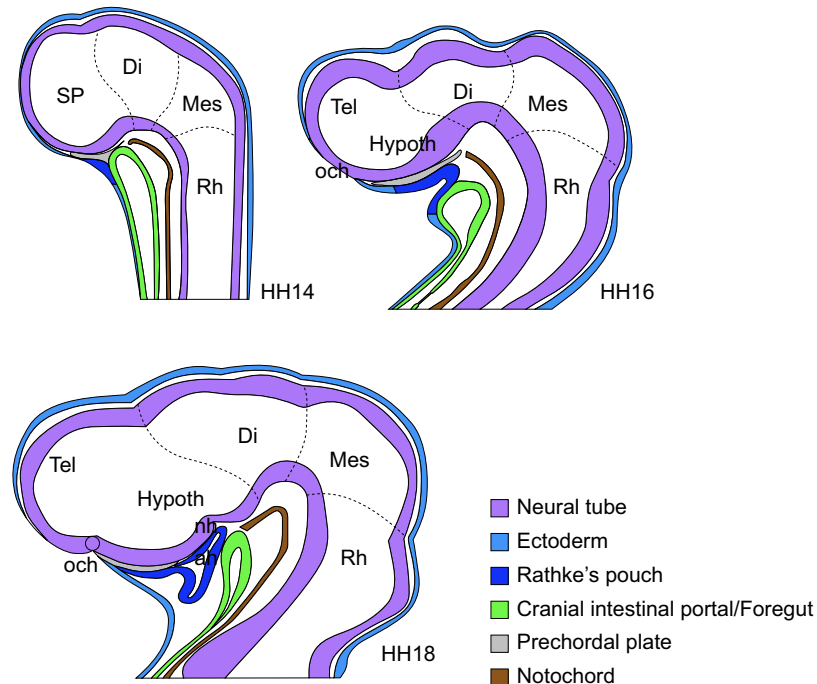 SP
Di
Mes
Rh
HH14
Tel
Di
Mes
Hypoth
och
Rh
HH16
Tel
Di
Mes
Hypoth
nh
ah
och
Rh
HH18
Neural tube
Ectoderm
Rathke's pouch
Cranial intestinal portal/Foregut
Prechordal plate
Notochord